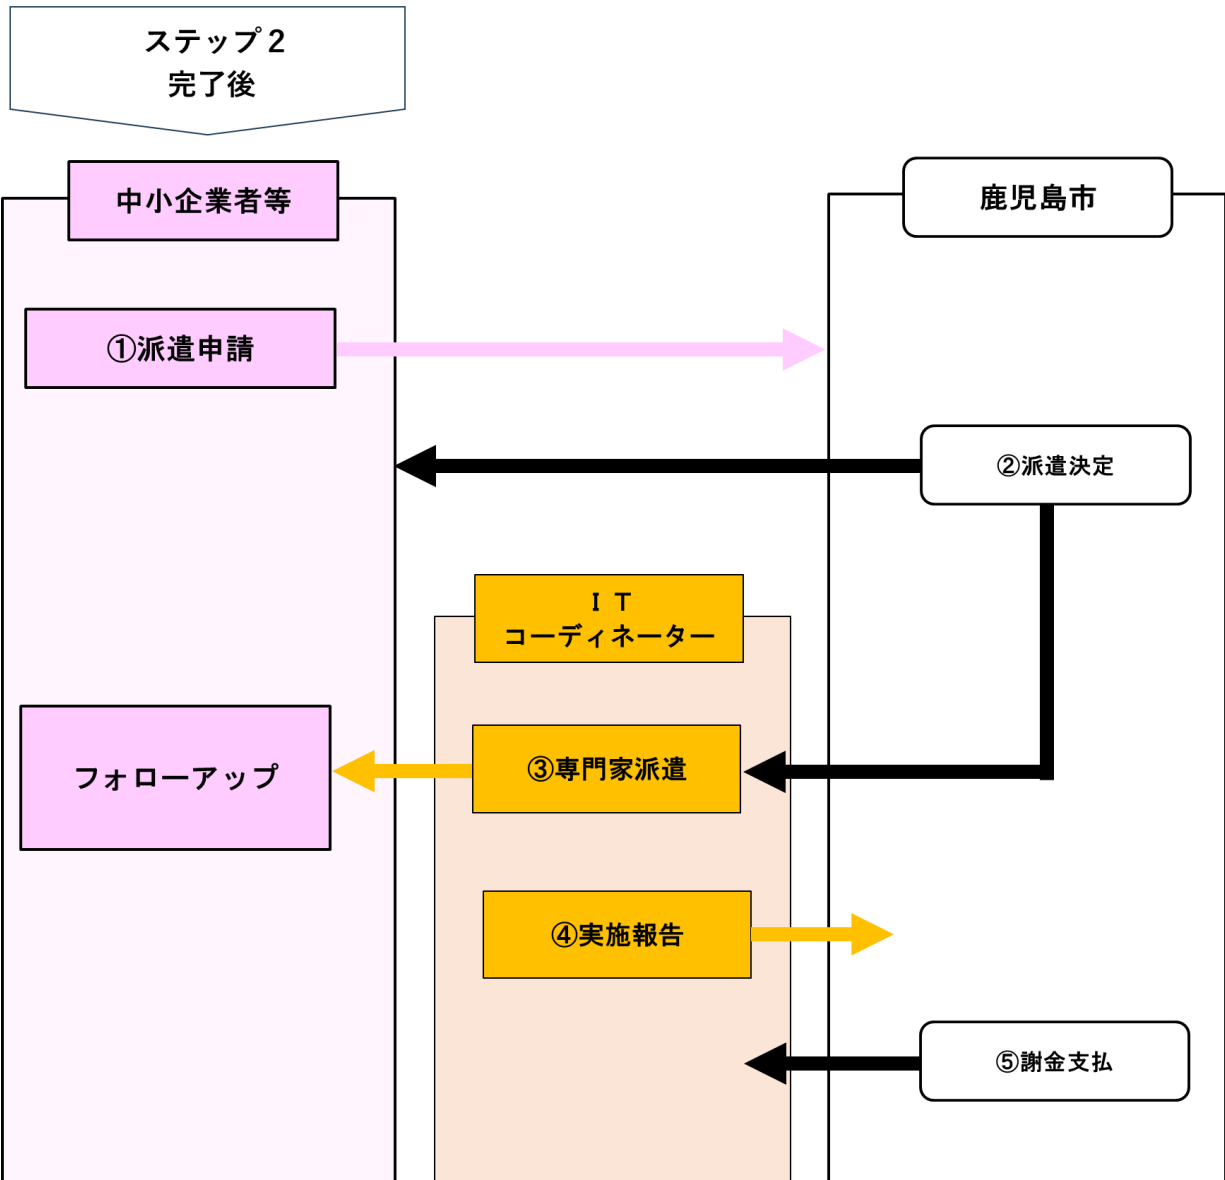 ステップ２
完了後
中小企業者等
鹿児島市
①派遣申請
②派遣決定
ＩＴ
コーディネーター
フォローアップ
③専門家派遣
④実施報告
⑤謝金支払